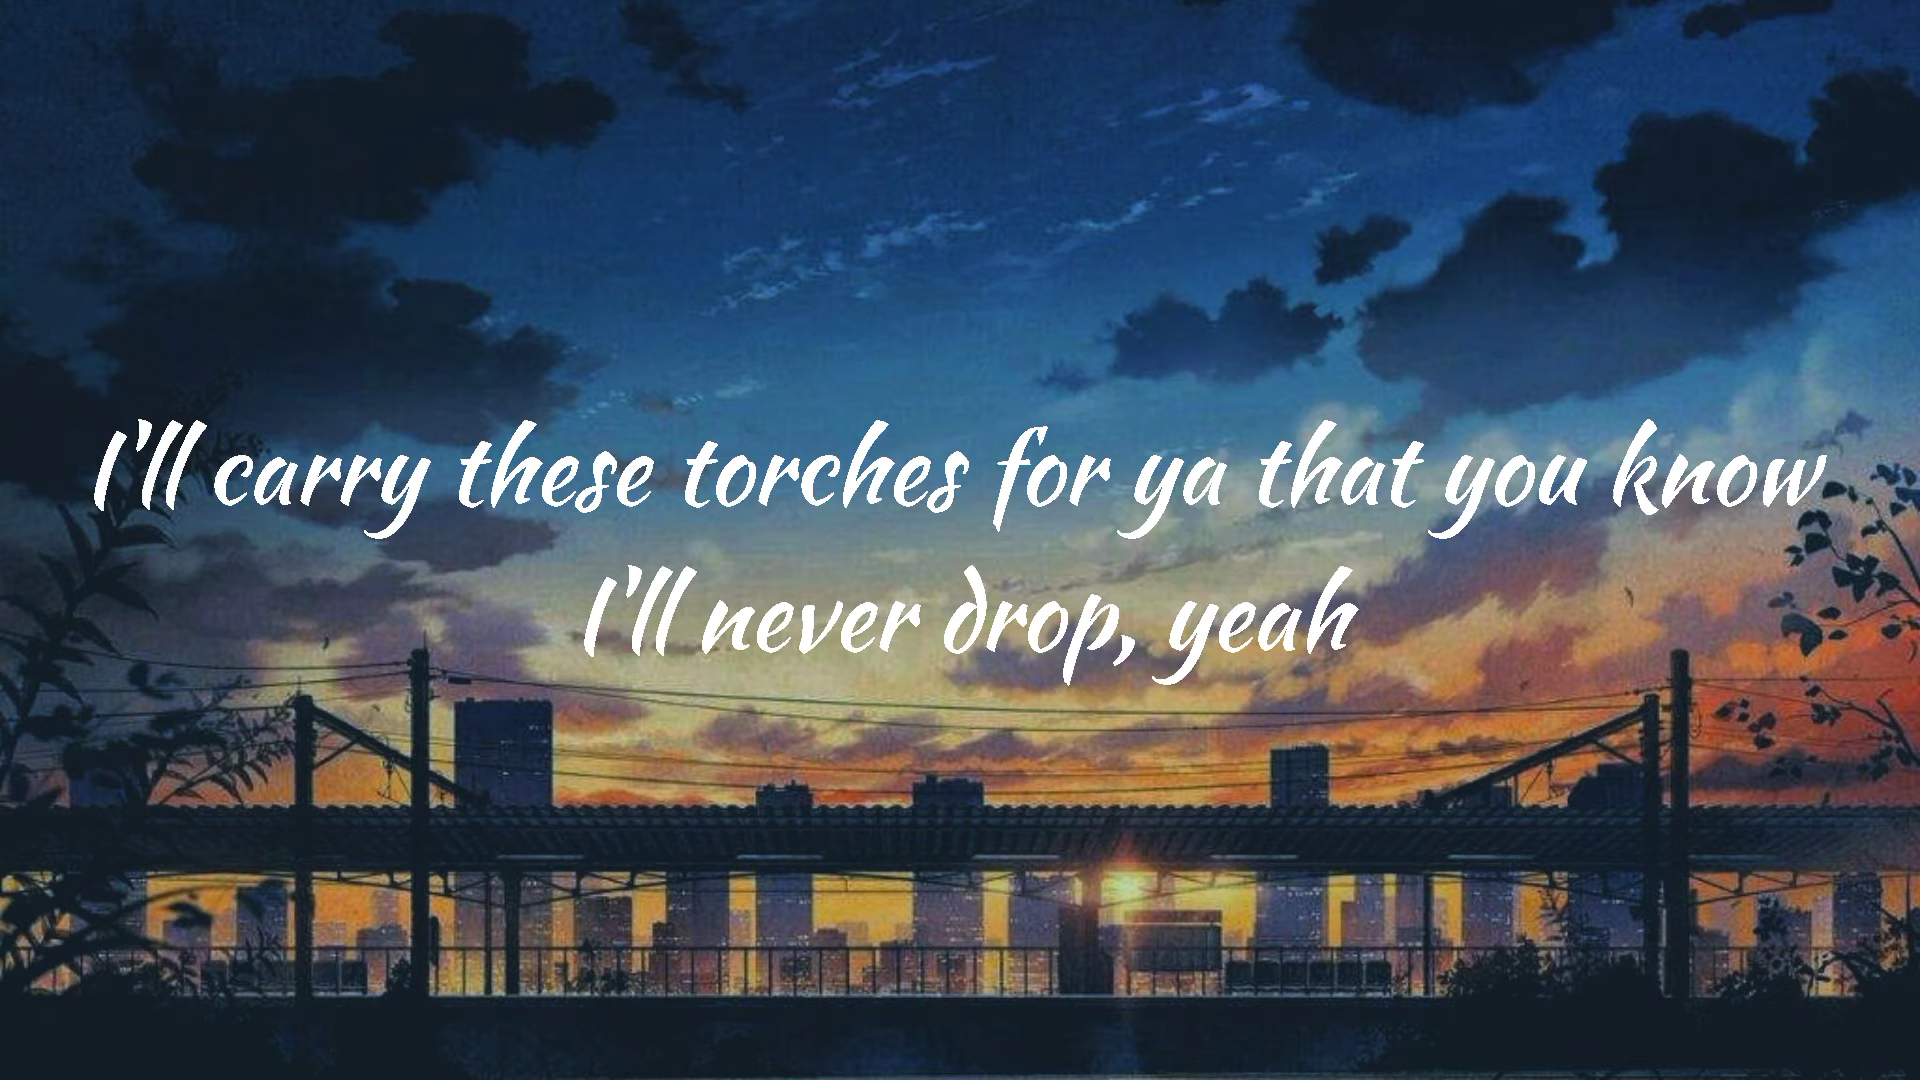 I'll carry these torches for ya that you know
I'll never drop, yeah